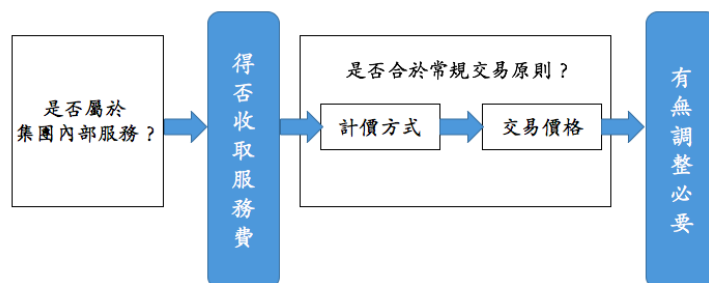 是否屬於
集團內部服務？
得否收取服務費
是否合於常規交易原則？
計價方式
交易價格
有無調整必要